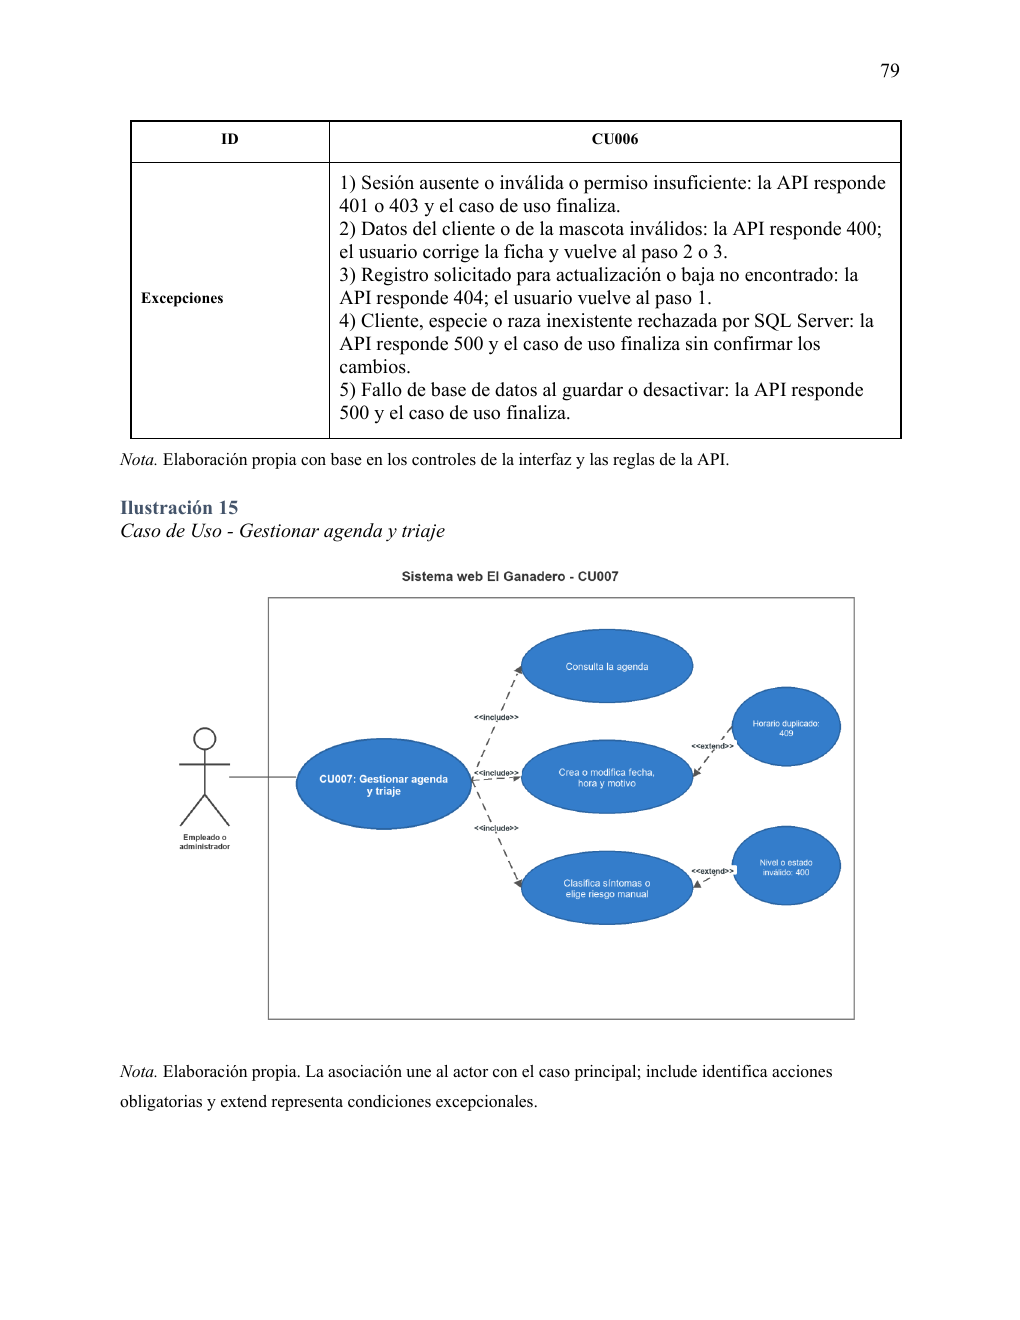 79
ID
CU006
Excepciones
1) Sesión ausente o inválida o permiso insuficiente: la API responde
401 o 403 y el caso de uso finaliza.
2) Datos del cliente o de la mascota inválidos: la API responde 400;
el usuario corrige la ficha y vuelve al paso 2 o 3.
3) Registro solicitado para actualización o baja no encontrado: la
API responde 404; el usuario vuelve al paso 1.
4) Cliente, especie o raza inexistente rechazada por SQL Server: la
API responde 500 y el caso de uso finaliza sin confirmar los
cambios.
5) Fallo de base de datos al guardar o desactivar: la API responde
500 y el caso de uso finaliza.
Nota. Elaboración propia con base en los controles de la interfaz y las reglas de la API.
Ilustración 15
Caso de Uso - Gestionar agenda y triaje
Sistema web El Ganadero - CU007
Consulta la agenda
<<include>>
Horario duplicado:
409
<<extend>>
CU007: Gestionar agenda
y triaje
<<include>>
Crea o modifica fecha,
hora y motivo
Empleado o
administrador
<<include>>
Clasifica síntomas o
elige riesgo manual
<<extend>>
Nivel o estado
invalido: 400
Nota. Elaboración propia. La asociación une al actor con el caso principal; include identifica acciones
obligatorias y extend representa condiciones excepcionales.